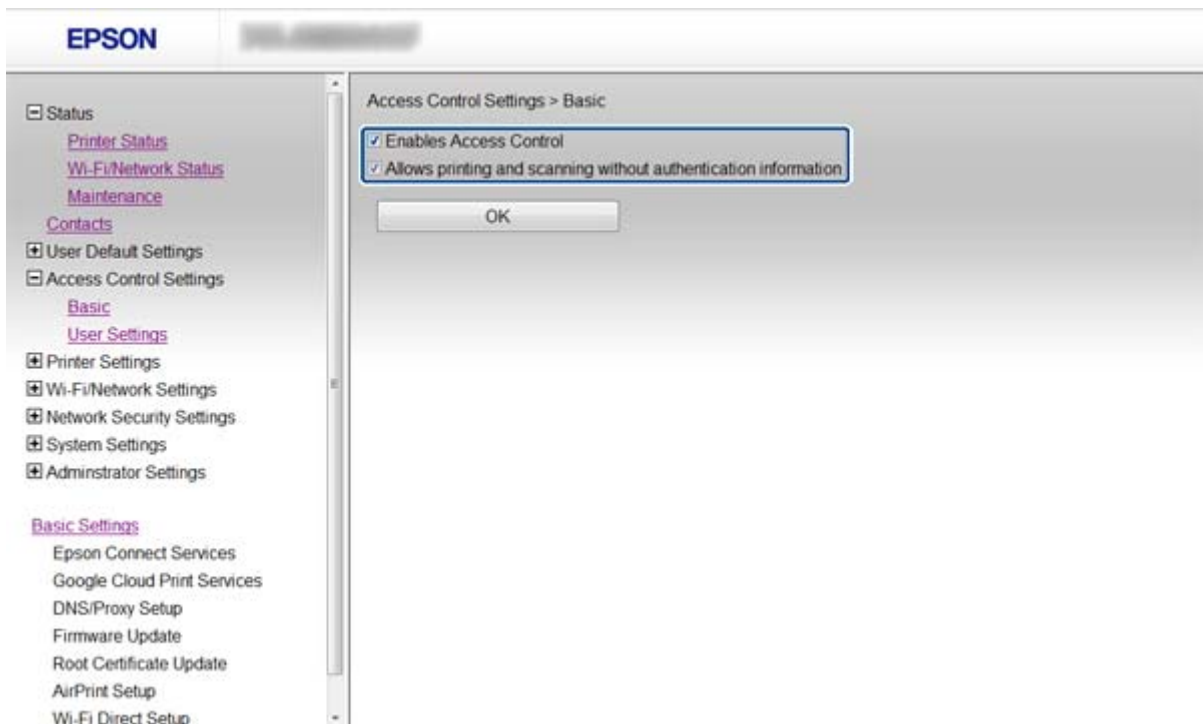 EPSON
Status
Printer Status
Wi-Fi/Network Status
Maintenance
Contacts
User Default Settings
Access Control Settings
Basic
User Settings
Printer Settings
Wi-Fi/Network Settings
Network Security Settings
System Settings
Adminstrator Settings
Basic Settings
Epson Connect Services
Google Cloud Print Services
DNS/Proxy Setup
Firmware Update
Root Certificate Update
AirPrint Setup
Wi-Fi Direct Setup
Access Control Settings > Basic
Enables Access Control
Allows printing and scanning without authentication information
OK